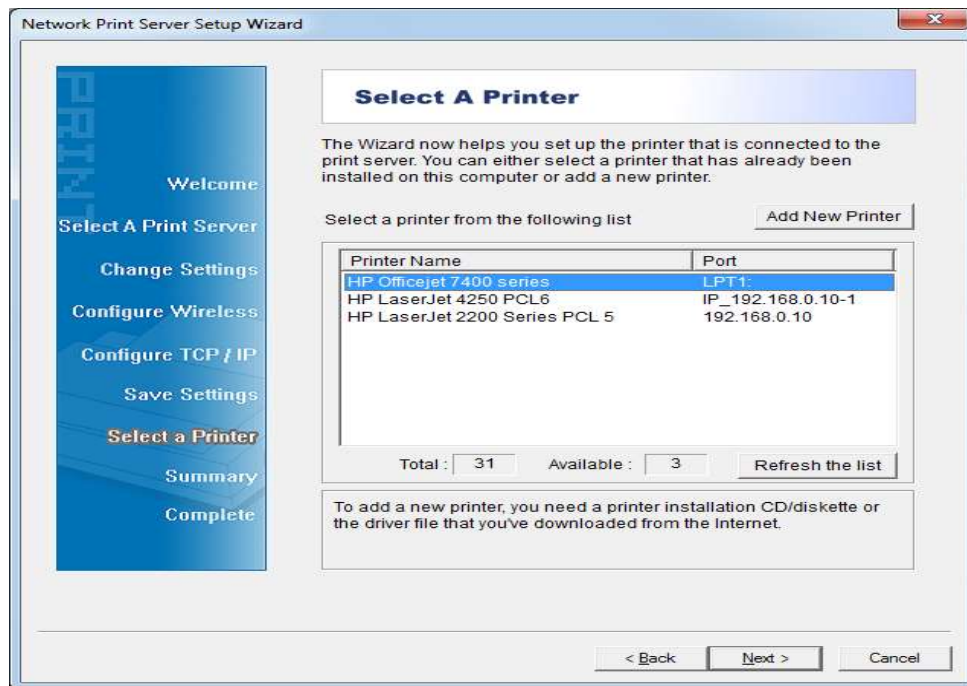 Network Print Server Setup Wizard
PRINT
Welcome
Select A Print Server
Change Settings
Configure Wireless
Configure TCP / IP
Save Settings
Select a Printer
Summary
Complete
Select A Printer
The Wizard now helps you set up the printer that is connected to the
print server. You can either select a printer that has already been
installed on this computer or add a new printer.
Select a printer from the following list
Add New Printer
Printer Name Port
HP Officejet 7400 series LPT1:
HP LaserJet 4250 PCL6 IP_192.168.0.10-1
HP LaserJet 2200 Series PCL 5 192.168.0.10
Total : 31 Available : 3 Refresh the list
To add a new printer, you need a printer installation CD/diskette or
the driver file that you've downloaded from the Internet.
< Back Next > Cancel